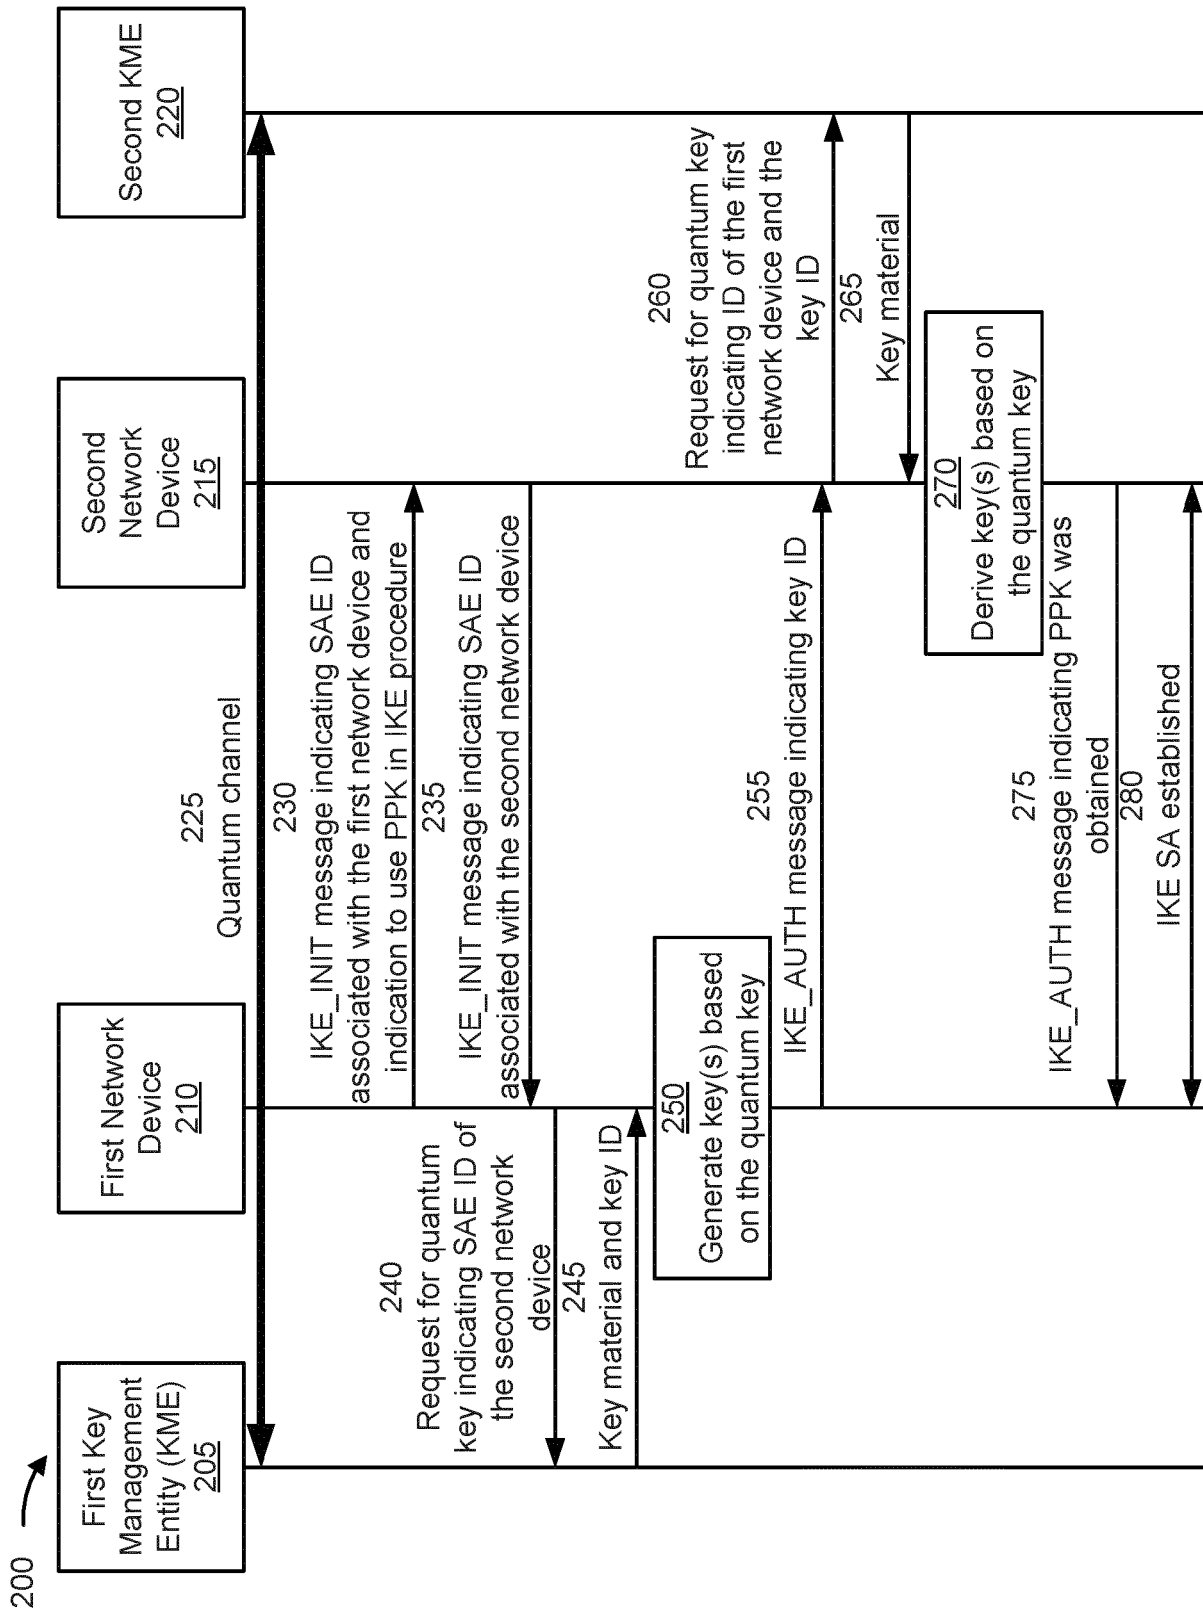 200
First Key
Management
Entity (KME)
205
First Network
Device
210
Second
Network
Device
215
Second KME
220
225
Quantum channel
230
IKE_INIT message indicating SAE ID
associated with the first network device and
indication to use PPK in IKE procedure
235
IKE_INIT message indicating SAE ID
associated with the second network device
240
Request for quantum
key indicating SAE ID of
the second network
device
245
Key material and key ID
250
Generate key(s) based
on the quantum key
255
IKE_AUTH message indicating key ID
260
Request for quantum key
indicating ID of the first
network device and the
key ID
265
Key material
270
Derive key(s) based on
the quantum key
275
IKE_AUTH message indicating PPK was
obtained
280
IKE SA established